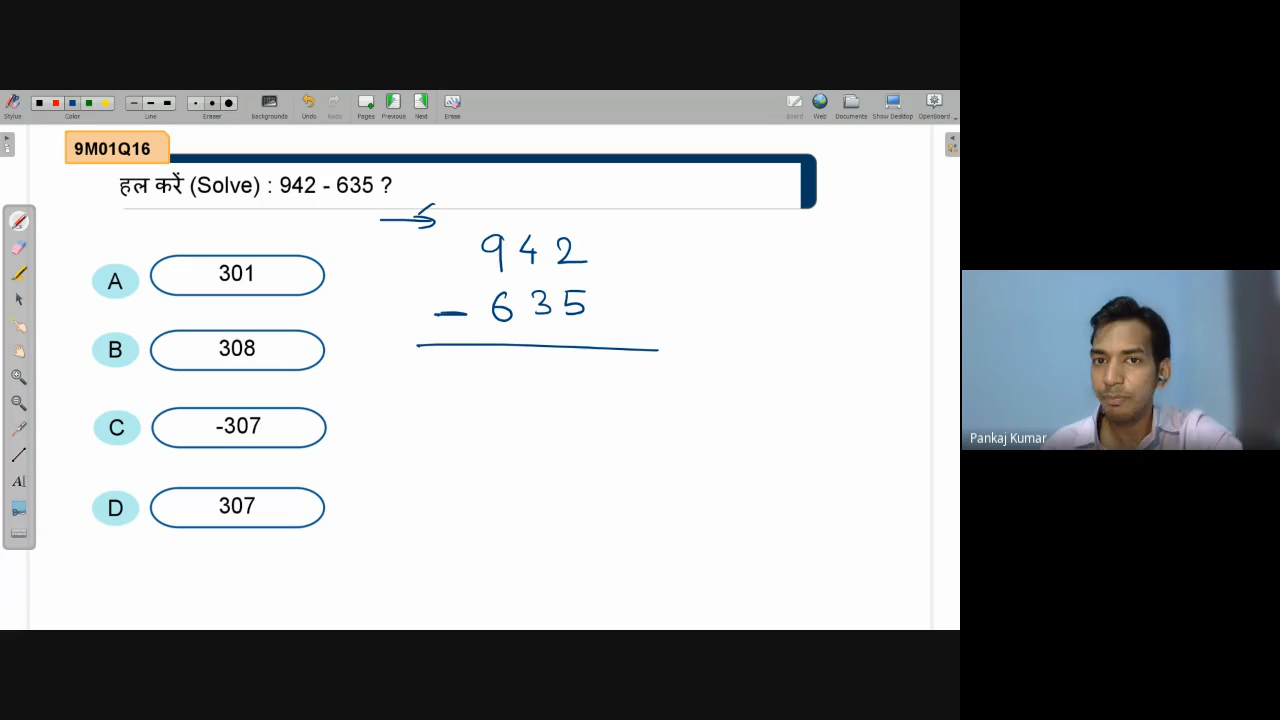 Stylus
Color
Line
Eraser
Backgrounds
Undo
Redo
Pages
Previous
Next
Erase
Board
Web
Documents
Show Desktop
OpenBoard
9M01Q16
हल करें (Solve) : 942 - 635 ?
942
- 635
A 301
B 308
C -307
D 307
AI
Pankaj Kumar